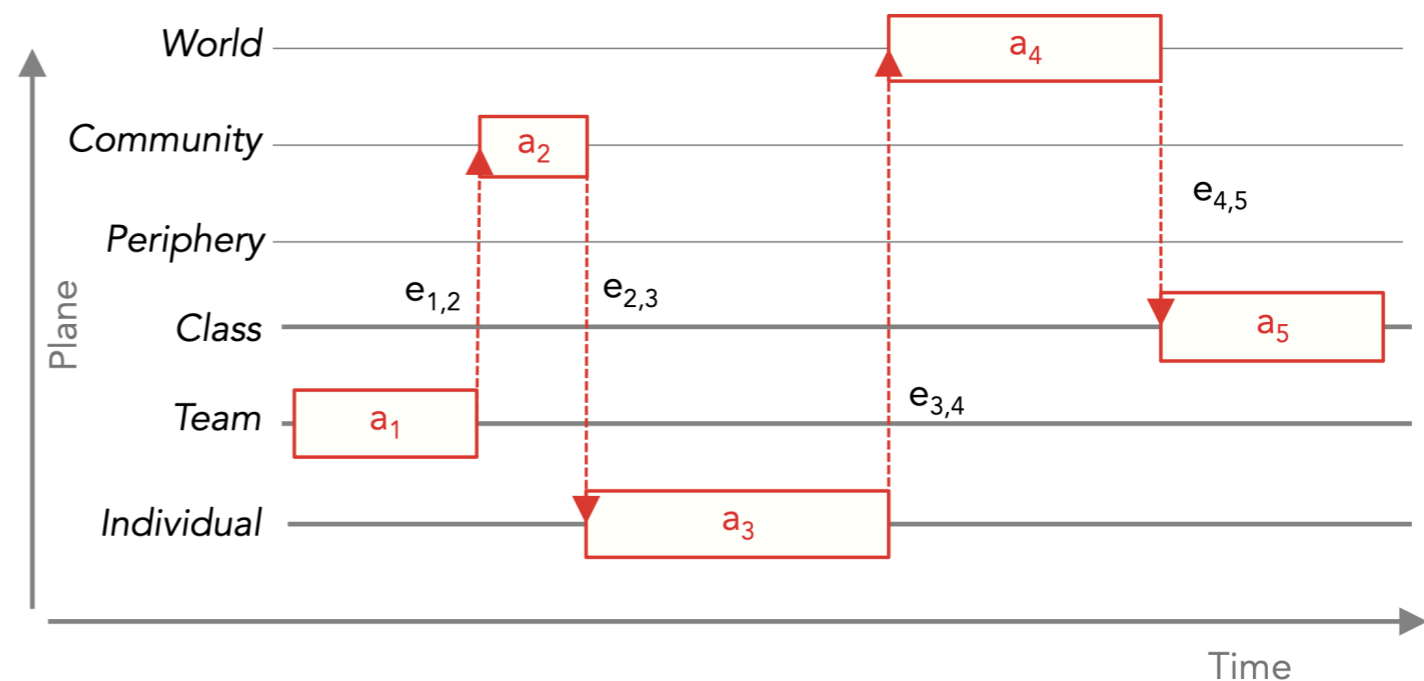 World
a4
Community
a2
Periphery
e4,5
Plane
e1,2
e2,3
Class
a5
Team
a1
e3,4
Individual
a3
Time